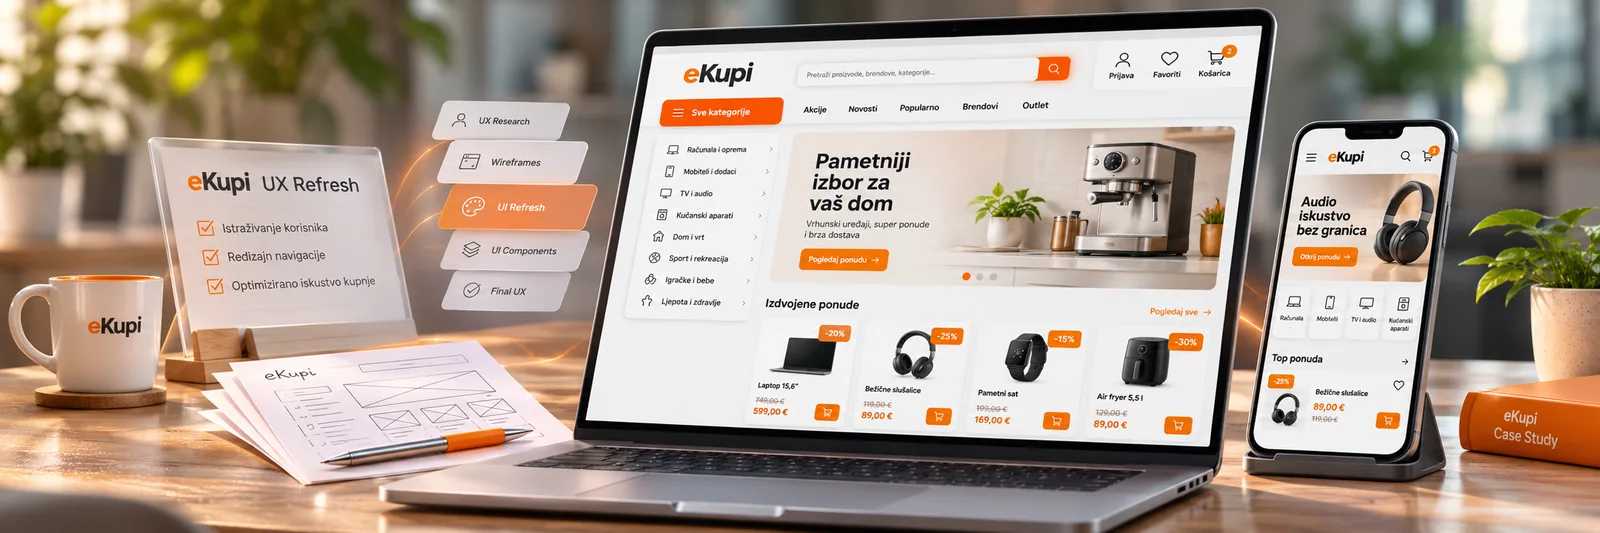 eKupi
eKupi UX Refresh
Istraživanje korisnika
Redizajn navigacije
Optimizirano iskustvo kupnje
eKupi
UX Research
Wireframes
UI Refresh
UI Components
Final UX
eKupi
Pretraži proizvode, brendove, kategorije...
Prijava
Favoriti
2
Košarica
Sve kategorije
Akcije
Novosti
Popularno
Brendovi
Outlet
Računala i oprema
Mobiteli i dodaci
TV i audio
Kućanski aparati
Dom i vrt
Sport i rekreacija
Igračke i bebe
Ljepota i zdravlje
Pametniji
izbor za
vaš dom
Vrhunski uređaji, super ponude
i brza dostava
Pogledaj ponudu →
Izdvojene ponude
Pogledaj sve →
-20%
Laptop 15,6"
749,00 €
599,00 €
-25%
Bežične slušalice
119,00 €
89,00 €
-15%
Pametni sat
199,00 €
169,00 €
-30%
Air fryer 5,5 l
129,00 €
89,00 €
eKupi
2
Audio
iskustvo
bez granica
Otkrij ponudu →
Računala
Mobiteli
TV i audio
Kućanski
aparati
Top ponuda
→
-25%
Bežične slušalice
89,00 €
119,00 €
eKupi
Case Study